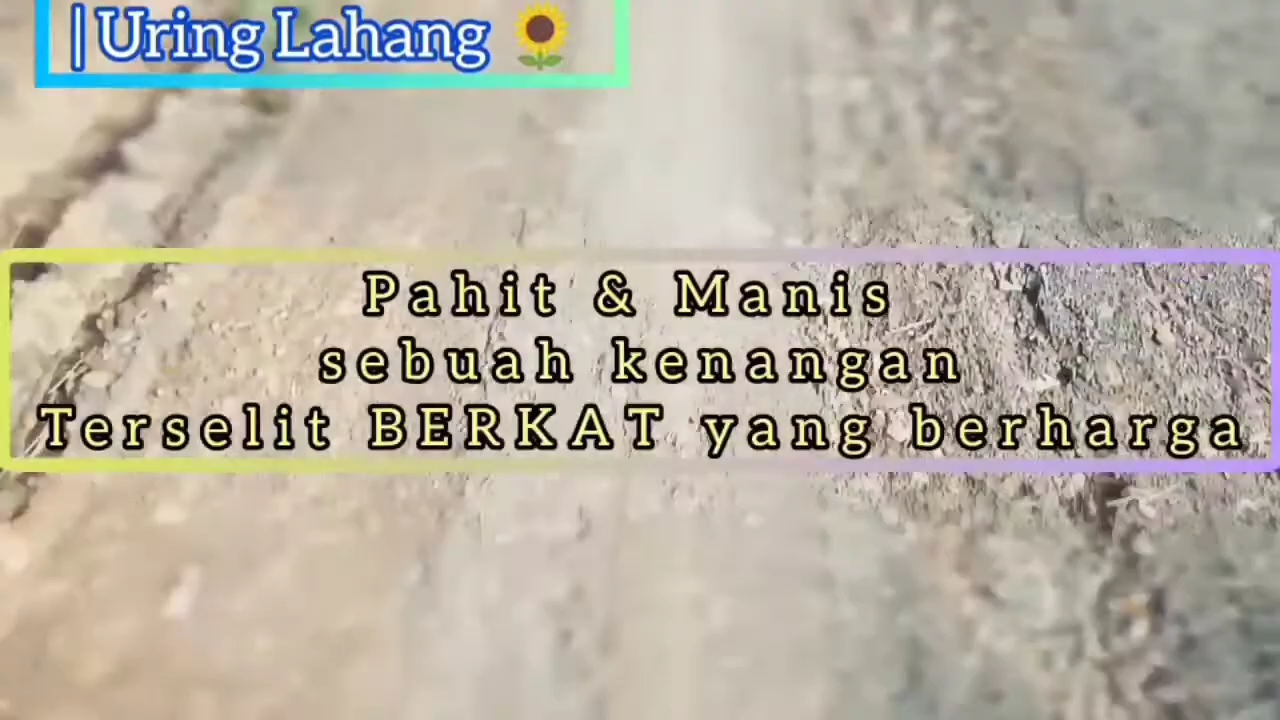 | Uring Lahang 🌻
Pahit & Manis
sebuah kenangan
Terselit BERKAT yang berharga